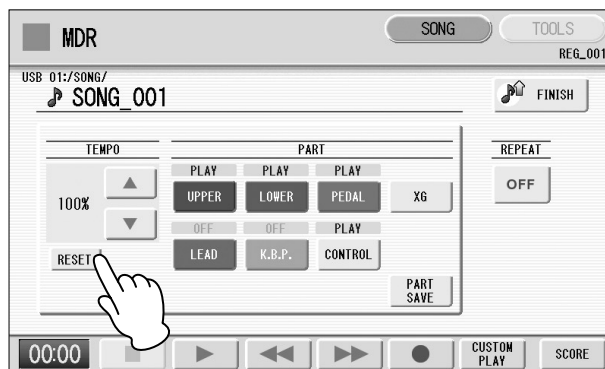 MDR
SONG
TOOLS
REG_001
USB 01:/SONG/
SONG_001
FINISH
TEMPO
PART
REPEAT
PLAY PLAY PLAY
100%
UPPER LOWER PEDAL XG
OFF
OFF OFF PLAY
RESET
LEAD K.B.P. CONTROL
PART
SAVE
00:00
CUSTOM
PLAY
SCORE